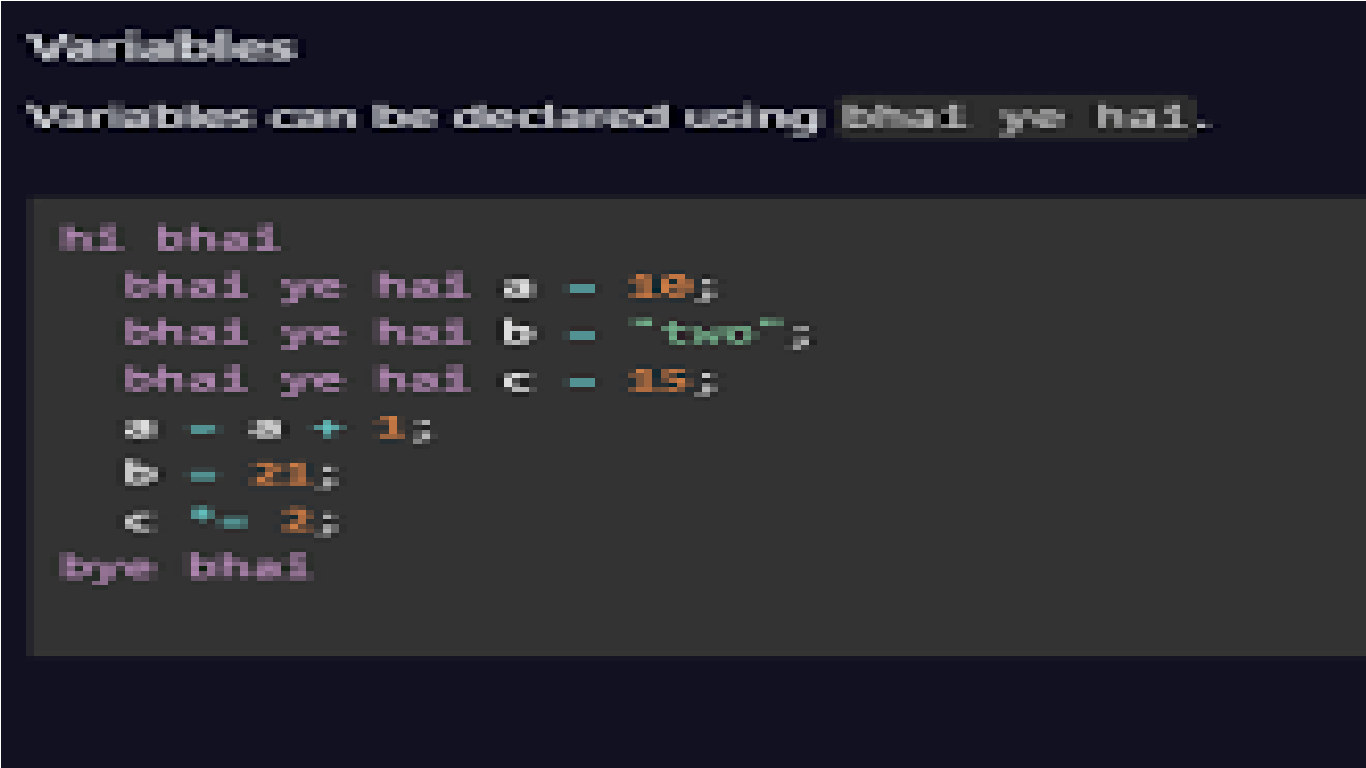 Variables
Variables can be declared using bhai ye hai.
hi bhai
bhai ye hai a = 10;
bhai ye hai b = "two";
bhai ye hai c = 15;
a = a + 1;
b = 21;
c *= 2;
bye bhai